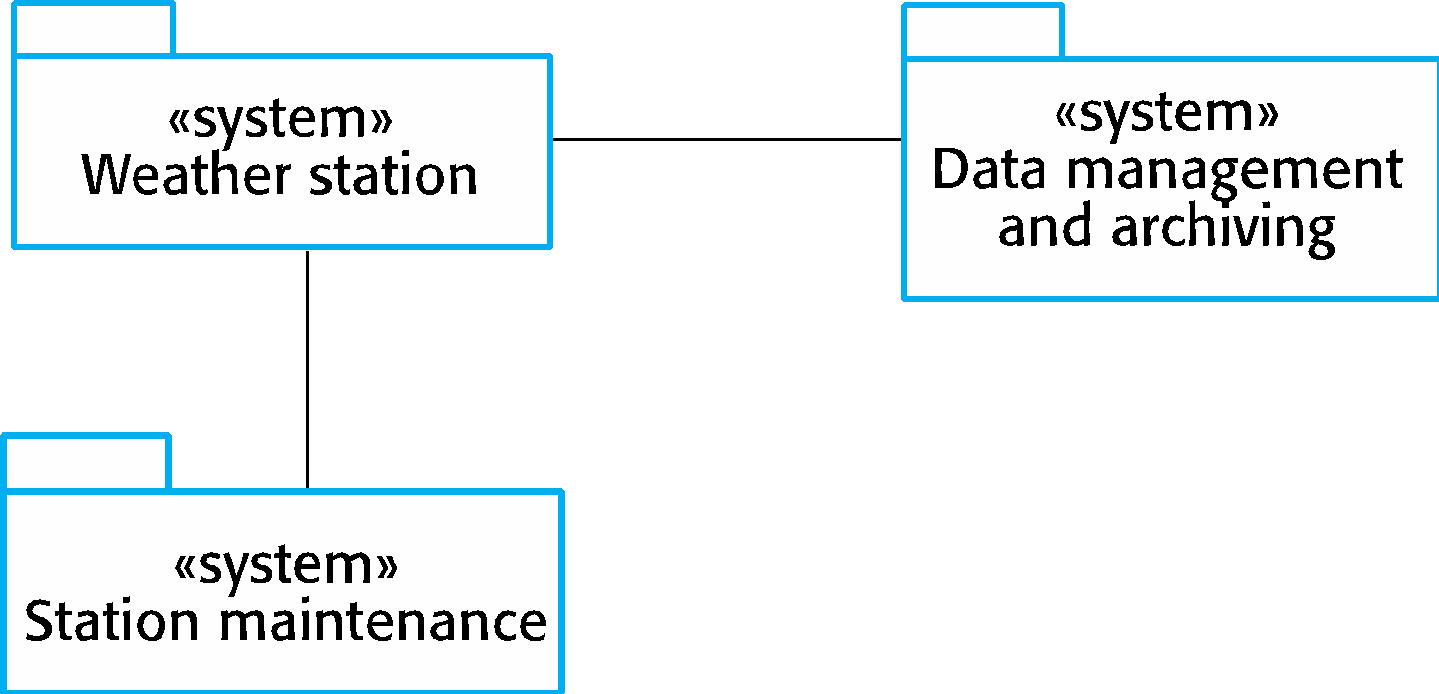 «system»
Weather station
«system»
Data management
and archiving
«system»
Station maintenance